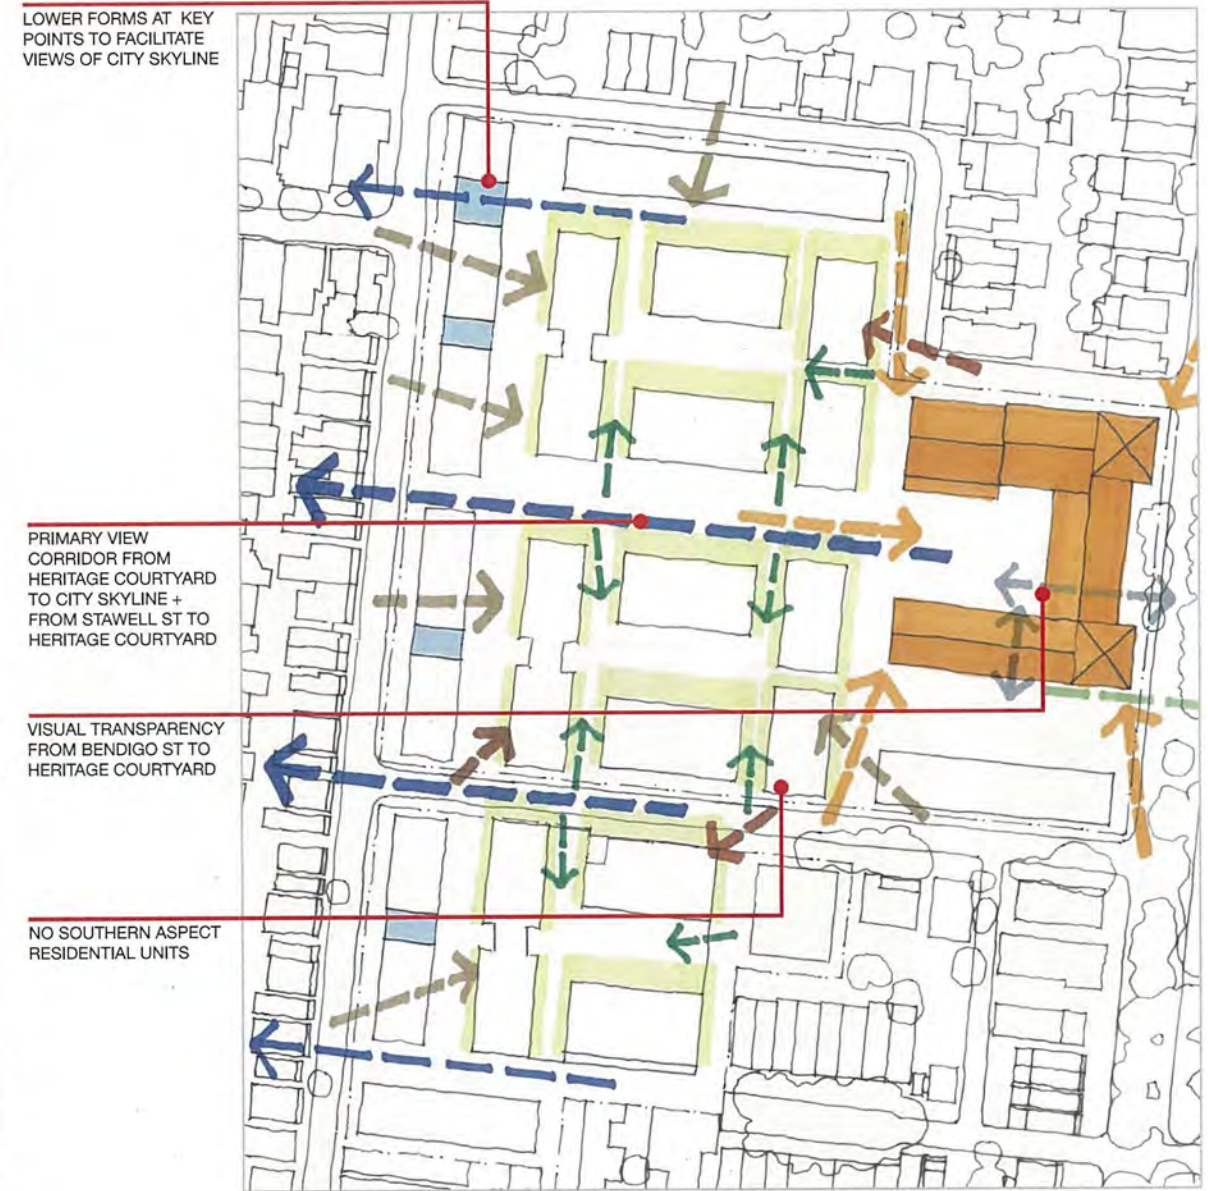 LOWER FORMS AT KEY
POINTS TO FACILITATE
VIEWS OF CITY SKYLINE
PRIMARY VIEW
CORRIDOR FROM
HERITAGE COURTYARD
TO CITY SKYLINE +
FROM STAWELL ST TO
HERITAGE COURTYARD
VISUAL TRANSPARENCY
FROM BENDIGO ST TO
HERITAGE COURTYARD
NO SOUTHERN ASPECT
RESIDENTIAL UNITS